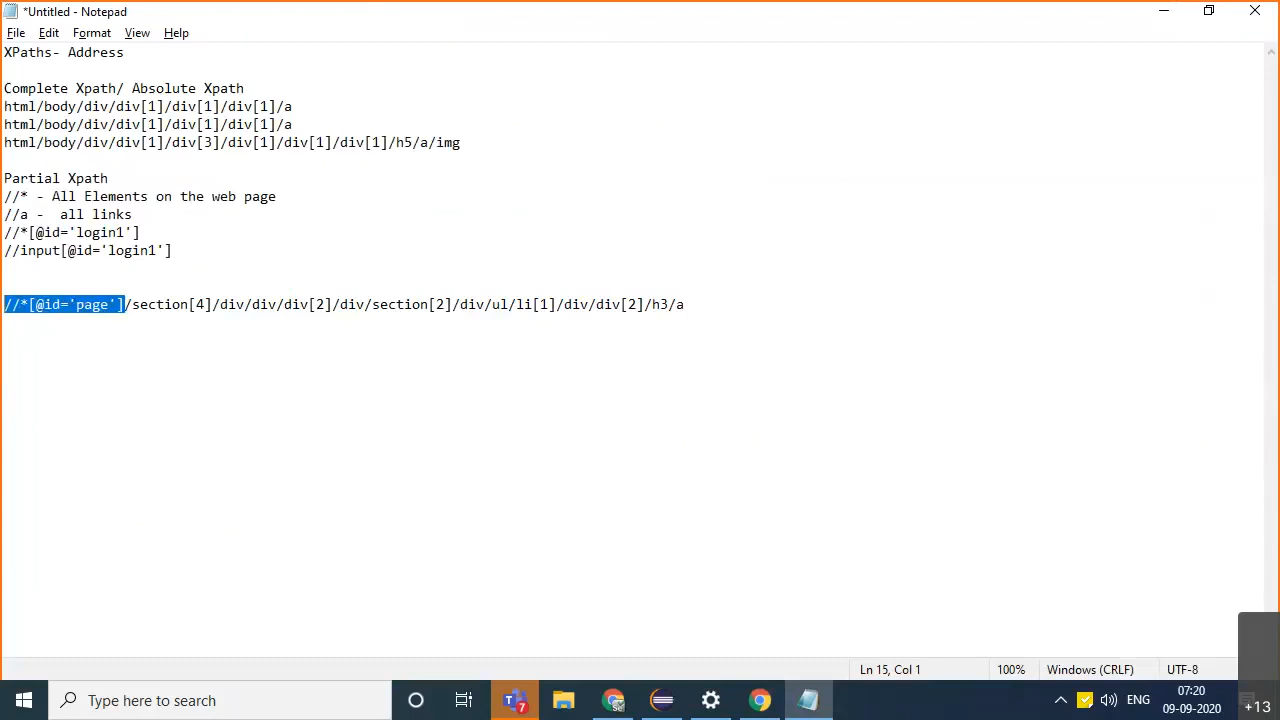 *Untitled - Notepad
File Edit Format View Help
XPaths- Address
Complete Xpath/ Absolute Xpath
html/body/div/div[1]/div[1]/div[1]/a
html/body/div/div[1]/div[1]/div[1]/a
html/body/div/div[1]/div[3]/div[1]/div[1]/div[1]/h5/a/img
Partial Xpath
//* - All Elements on the web page
//a -  all links
//*[@id='login1']
//input[@id='login1']
//*[@id='page']/section[4]/div/div/div[2]/div/section[2]/div/ul/li[1]/div/div[2]/h3/a
Ln 15, Col 1 100% Windows (CRLF) UTF-8
Type here to search 7 ENG 07:20
09-09-2020
+13